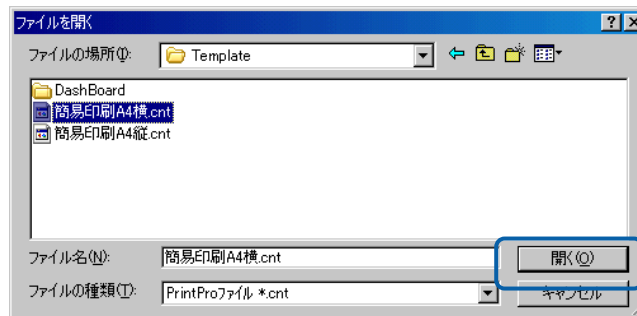 ファイルを開く
ファイルの場所(I):
Template
DashBoard
簡易印刷A4横.cnt
簡易印刷A4縦.cnt
ファイル名(N): 簡易印刷A4横.cnt 開く(O)
ファイルの種類(T): PrintProファイル *.cnt キャンセル